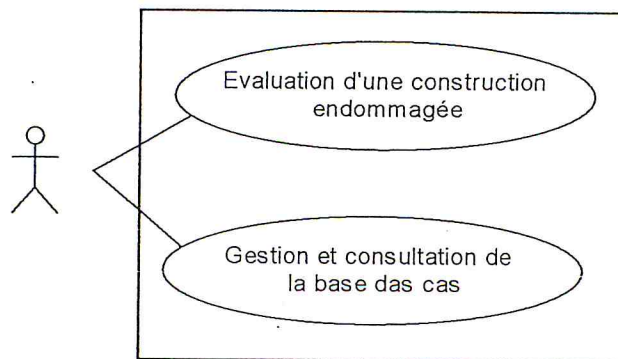 Evaluation d'une construction
endommagée
Gestion et consultation de
la base das cas